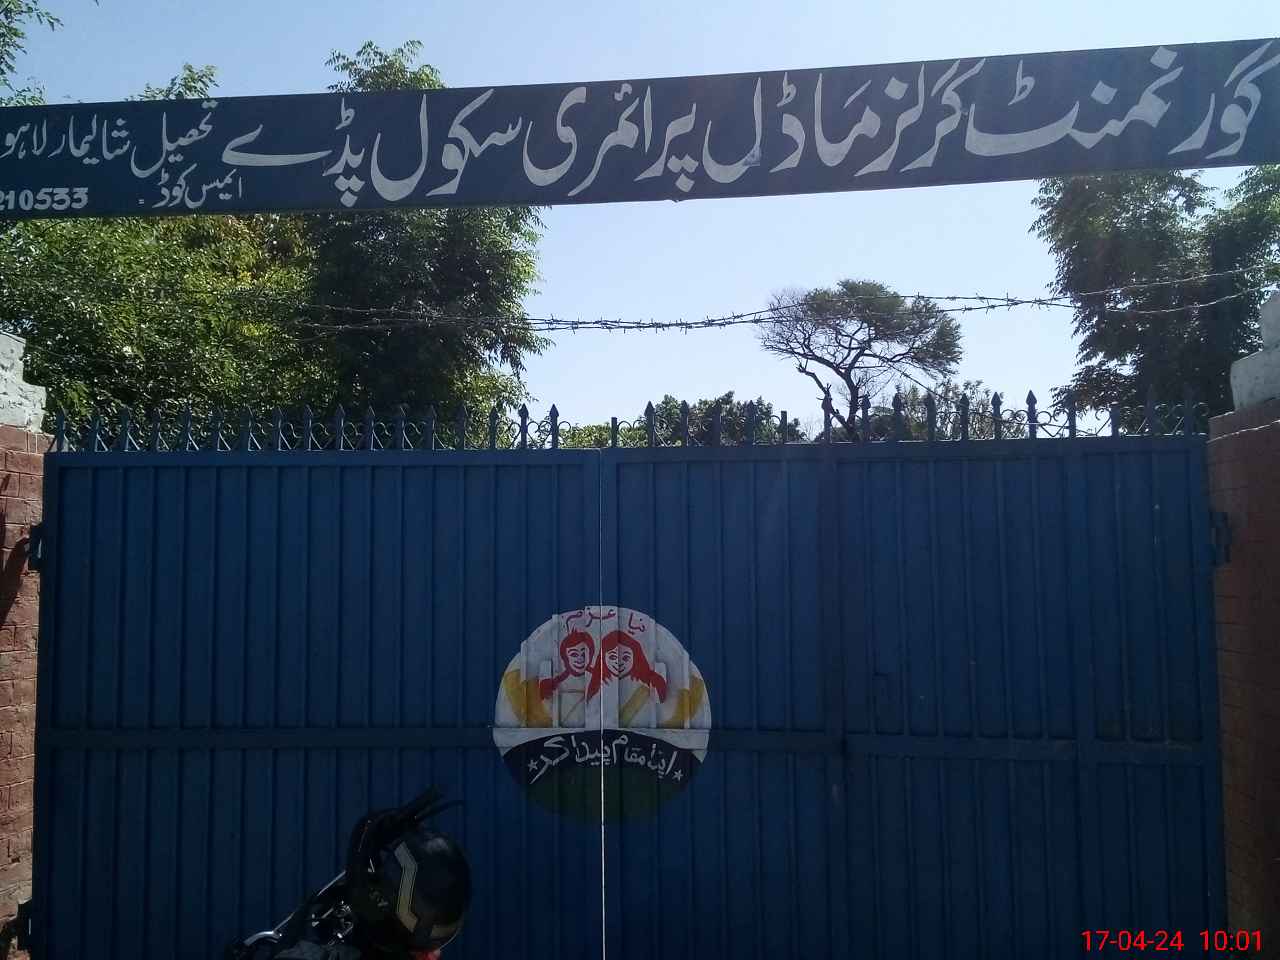 گورنمنٹ گرلز ماڈل پرائمری سکول پڈے تحصیل شالیمار لاہو
ایمیس کوڈ 210533
نیا عزم
اپنا مقام پیدا کر
17-04-24 10:01